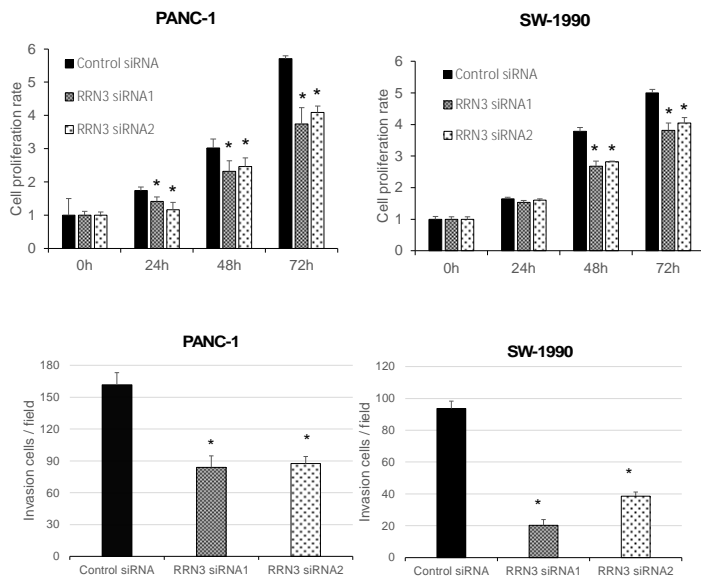 PANC-1
6
5
4
3
2
1
0
Cell proliferation rate
Control siRNA
RRN3 siRNA1
RRN3 siRNA2
* *
* *
* *
0h 24h 48h 72h
SW-1990
6
5
4
3
2
1
0
Cell proliferation rate
Control siRNA
RRN3 siRNA1
RRN3 siRNA2
* *
* *
0h 24h 48h 72h
PANC-1
180
150
120
90
60
30
0
Invasion cells / field
* *
Control siRNA RRN3 siRNA1 RRN3 siRNA2
SW-1990
120
100
80
60
40
20
0
Invasion cells / field
*
*
Control siRNA RRN3 siRNA1 RRN3 siRNA2